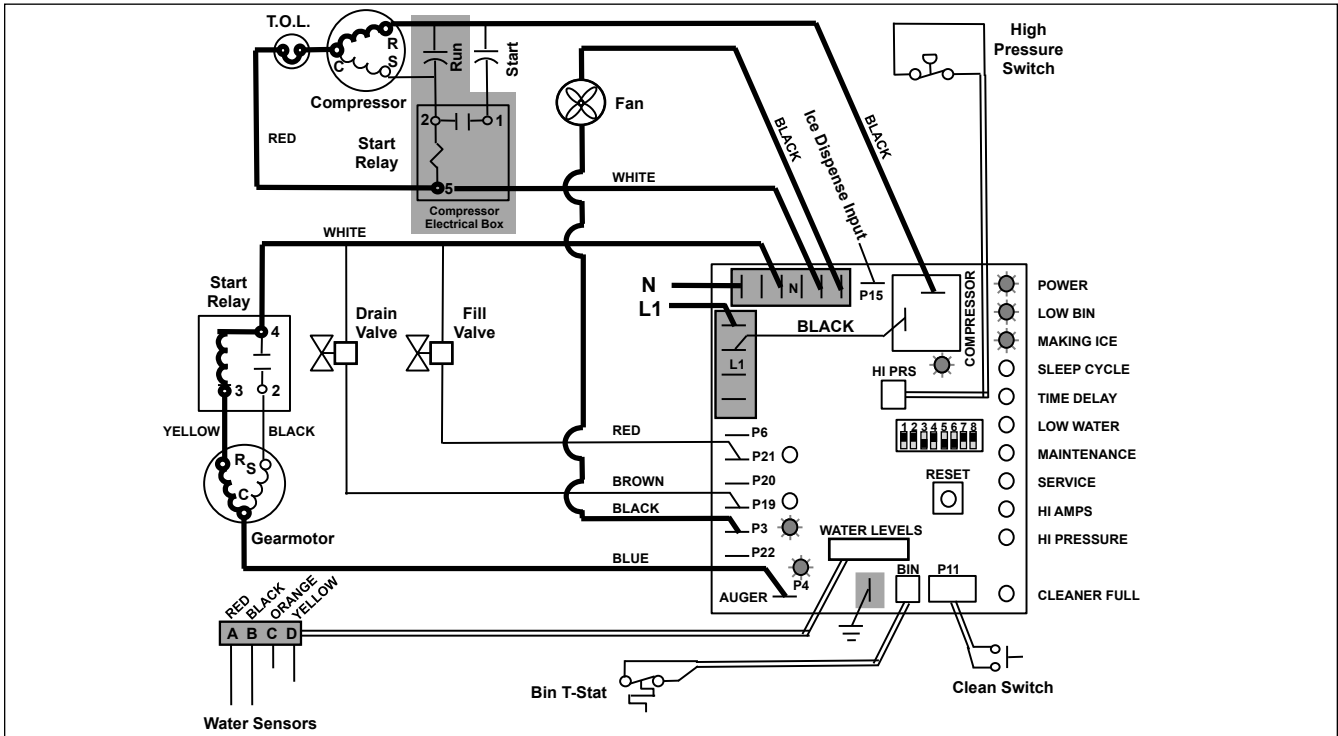 T.O.L.
R
C
S
Compressor
Run
Start
2
1
Start
Relay
5
Compressor
Electrical Box
RED
WHITE
Fan
BLACK
Ice Dispense Input
BLACK
High
Pressure
Switch
WHITE
Start
Relay
4
3
2
YELLOW
BLACK
R
S
C
Gearmotor
Drain
Valve
Fill
Valve
N
L1
N
P15
L1
BLACK
COMPRESSOR
HI PRS
1 2 3 4 5 6 7 8
RESET
RED
BROWN
BLACK
BLUE
P6
P21
P20
P19
P3
P22
P4
AUGER
WATER LEVELS
BIN
P11
POWER
LOW BIN
MAKING ICE
SLEEP CYCLE
TIME DELAY
LOW WATER
MAINTENANCE
SERVICE
HI AMPS
HI PRESSURE
CLEANER FULL
RED
BLACK
ORANGE
YELLOW
A B C D
Water Sensors
Bin T-Stat
Clean Switch